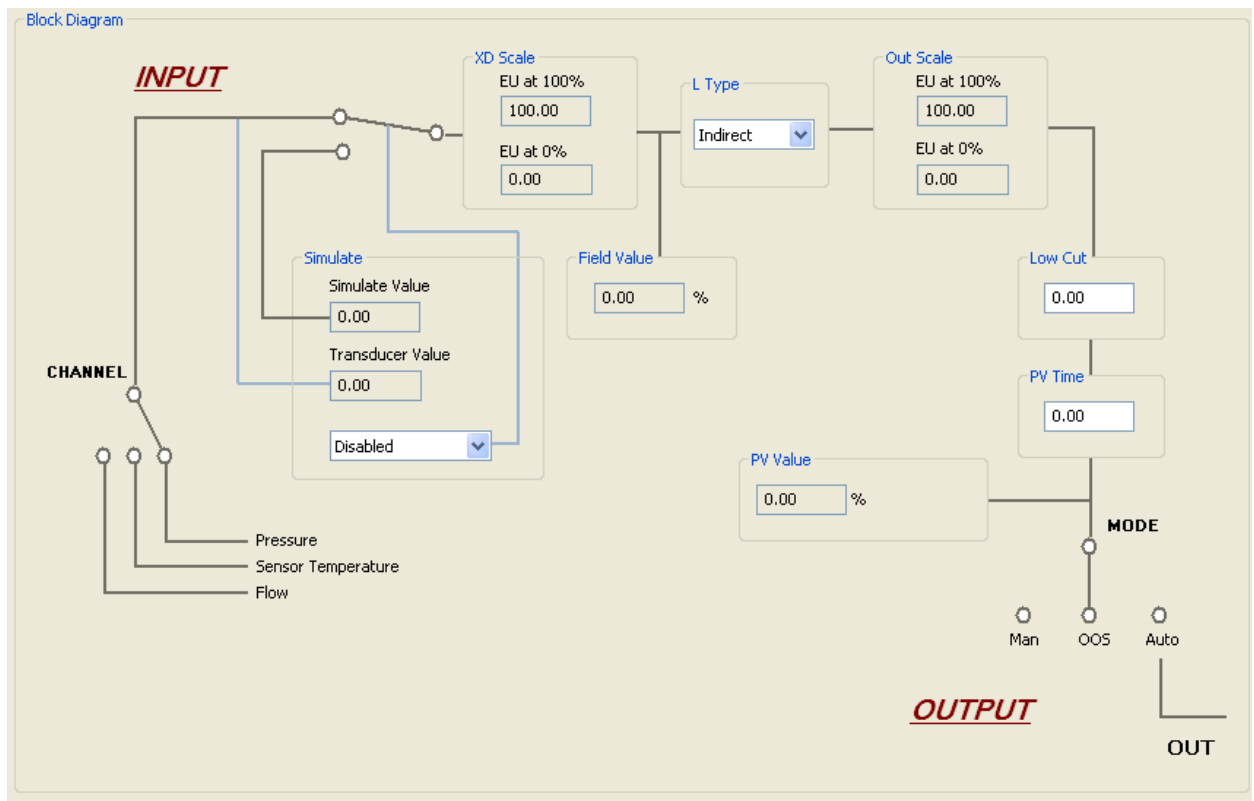 Block Diagram
INPUT
XD Scale
EU at 100%
100.00
EU at 0%
0.00
L Type
Indirect
Out Scale
EU at 100%
100.00
EU at 0%
0.00
Simulate
Simulate Value
0.00
Transducer Value
0.00
Disabled
Field Value
0.00 %
Low Cut
0.00
PV Time
0.00
CHANNEL
Pressure
Sensor Temperature
Flow
PV Value
0.00 %
MODE
Man OOS Auto
OUTPUT
OUT